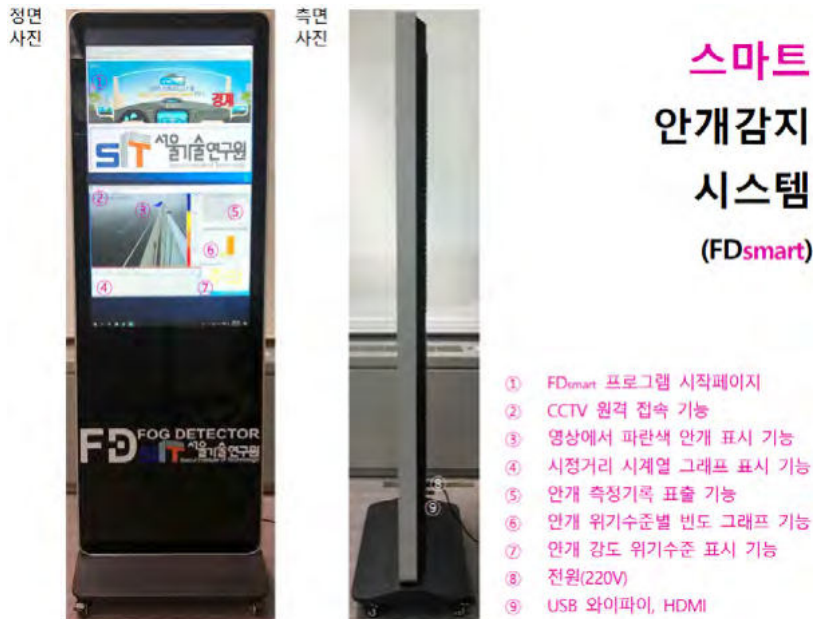 정면
사진
측면
사진
스마트
안개감지
시스템
(FDsmart)
①
경계
SIT 서울기술연구원
②
③
⑤
⑥
④
⑦
FD FOG DETECTOR
SIT 서울기술연구원
⑧
⑨
① FDsmart 프로그램 시작페이지
② CCTV 원격 접속 기능
③ 영상에서 파란색 안개 표시 기능
④ 시정거리 시계열 그래프 표시 기능
⑤ 안개 측정기록 표출 기능
⑥ 안개 위기수준별 빈도 그래프 기능
⑦ 안개 강도 위기수준 표시 기능
⑧ 전원(220V)
⑨ USB 와이파이, HDMI